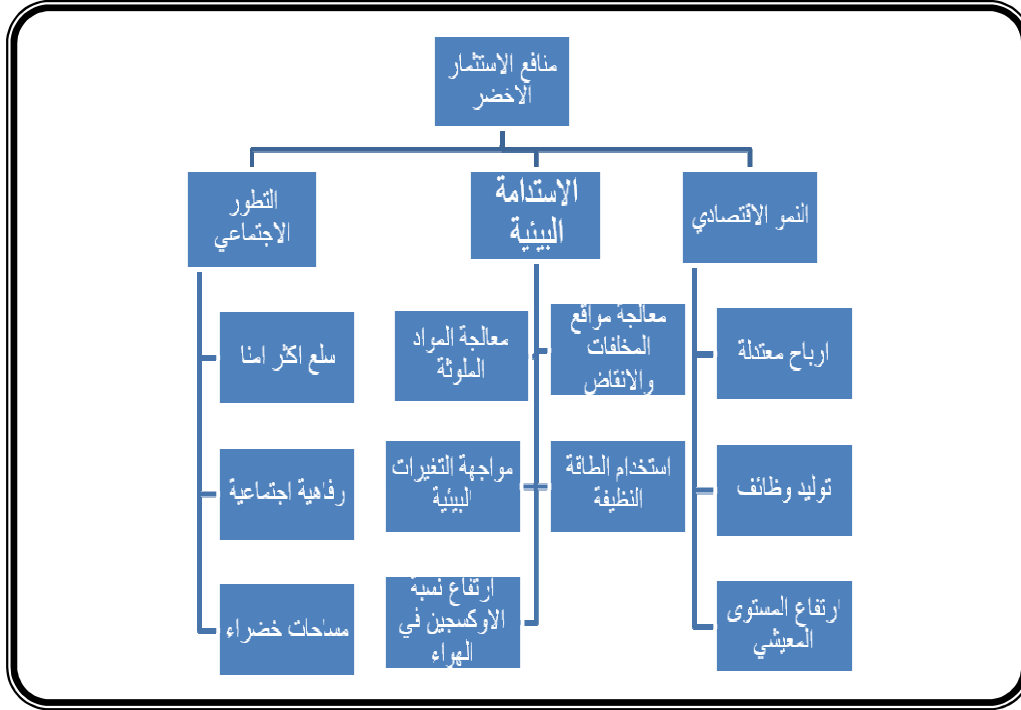 منافع الاستثمار
الاخضر
النمو الاقتصادي
الاستدامة
البيئية
التطور
الاجتماعي
ارباح معتدلة
توليد وظائف
ارتفاع المستوى
المعيشي
معالجة مواقع
المخلفات
والانقاض
معالجة المواد
الملوثة
استخدام الطاقة
النظيفة
مواجهة التغيرات
البيئية
ارتفاع نسبة
الاوكسجين في
الهواء
سلع اكثر امنا
رفاهية اجتماعية
مساحات خضراء